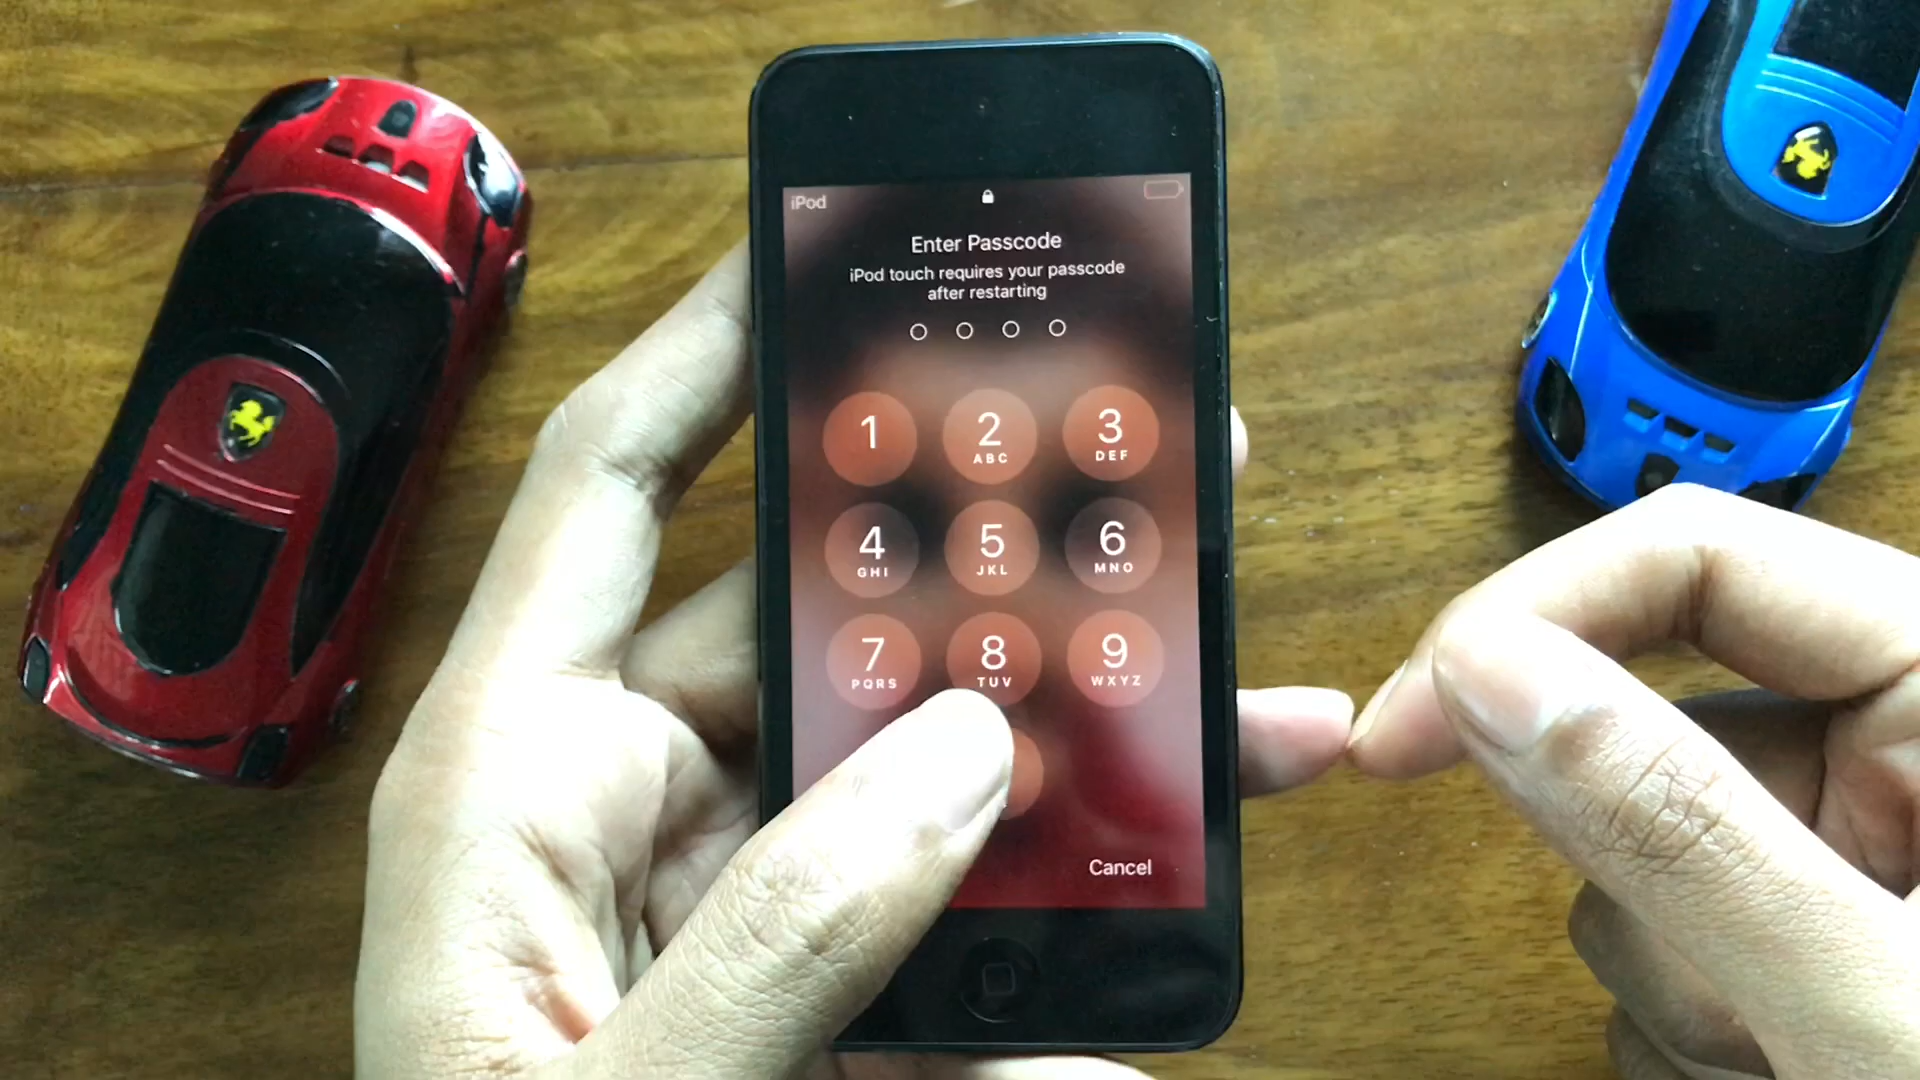 iPod
Enter Passcode
iPod touch requires your passcode
after restarting
1
2
ABC
3
DEF
4
GHI
5
JKL
6
MNO
7
PQRS
8
TUV
9
WXYZ
Cancel